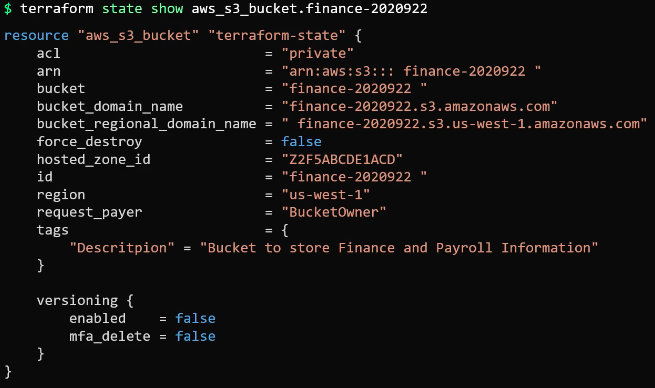 $ terraform state show aws_s3_bucket.finance-2020922
resource "aws_s3_bucket" "terraform-state" {
    acl                         = "private"
    arn                         = "arn:aws:s3::: finance-2020922 "
    bucket                      = "finance-2020922 "
    bucket_domain_name          = "finance-2020922.s3.amazonaws.com"
    bucket_regional_domain_name = " finance-2020922.s3.us-west-1.amazonaws.com"
    force_destroy               = false
    hosted_zone_id              = "Z2F5ABCDE1ACD"
    id                          = "finance-2020922 "
    region                      = "us-west-1"
    request_payer               = "BucketOwner"
    tags                        = {
        "Descritpion" = "Bucket to store Finance and Payroll Information"
    }
    versioning {
        enabled    = false
        mfa_delete = false
    }
}